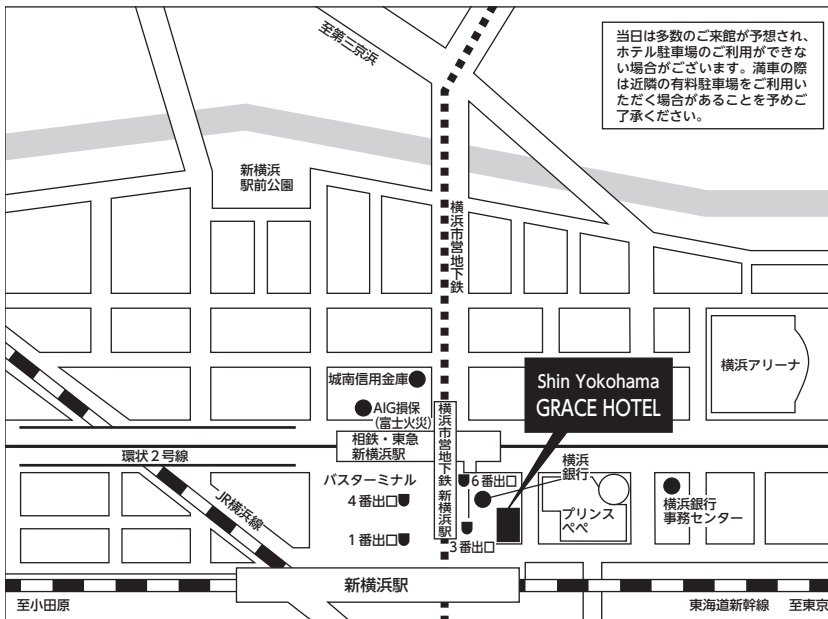 当日は多数のご来館が予想され、
ホテル駐車場のご利用ができな
い場合がございます。満車の際
は近隣の有料駐車場をご利用い
ただく場合があることを予めご
了承ください。
至第三京浜
新横浜
駅前公園
横浜市営地下鉄
横浜アリーナ
城南信用金庫
Shin Yokohama
GRACE HOTEL
AIG損保
(富士火災)
相鉄・東急
新横浜駅
横浜市営地下鉄 新横浜駅
環状2号線
バスターミナル
6番出口
横浜
銀行
4番出口
JR横浜線
プリンス
ペペ
横浜銀行
事務センター
1番出口
3番出口
新横浜駅
至小田原
東海道新幹線
至東京